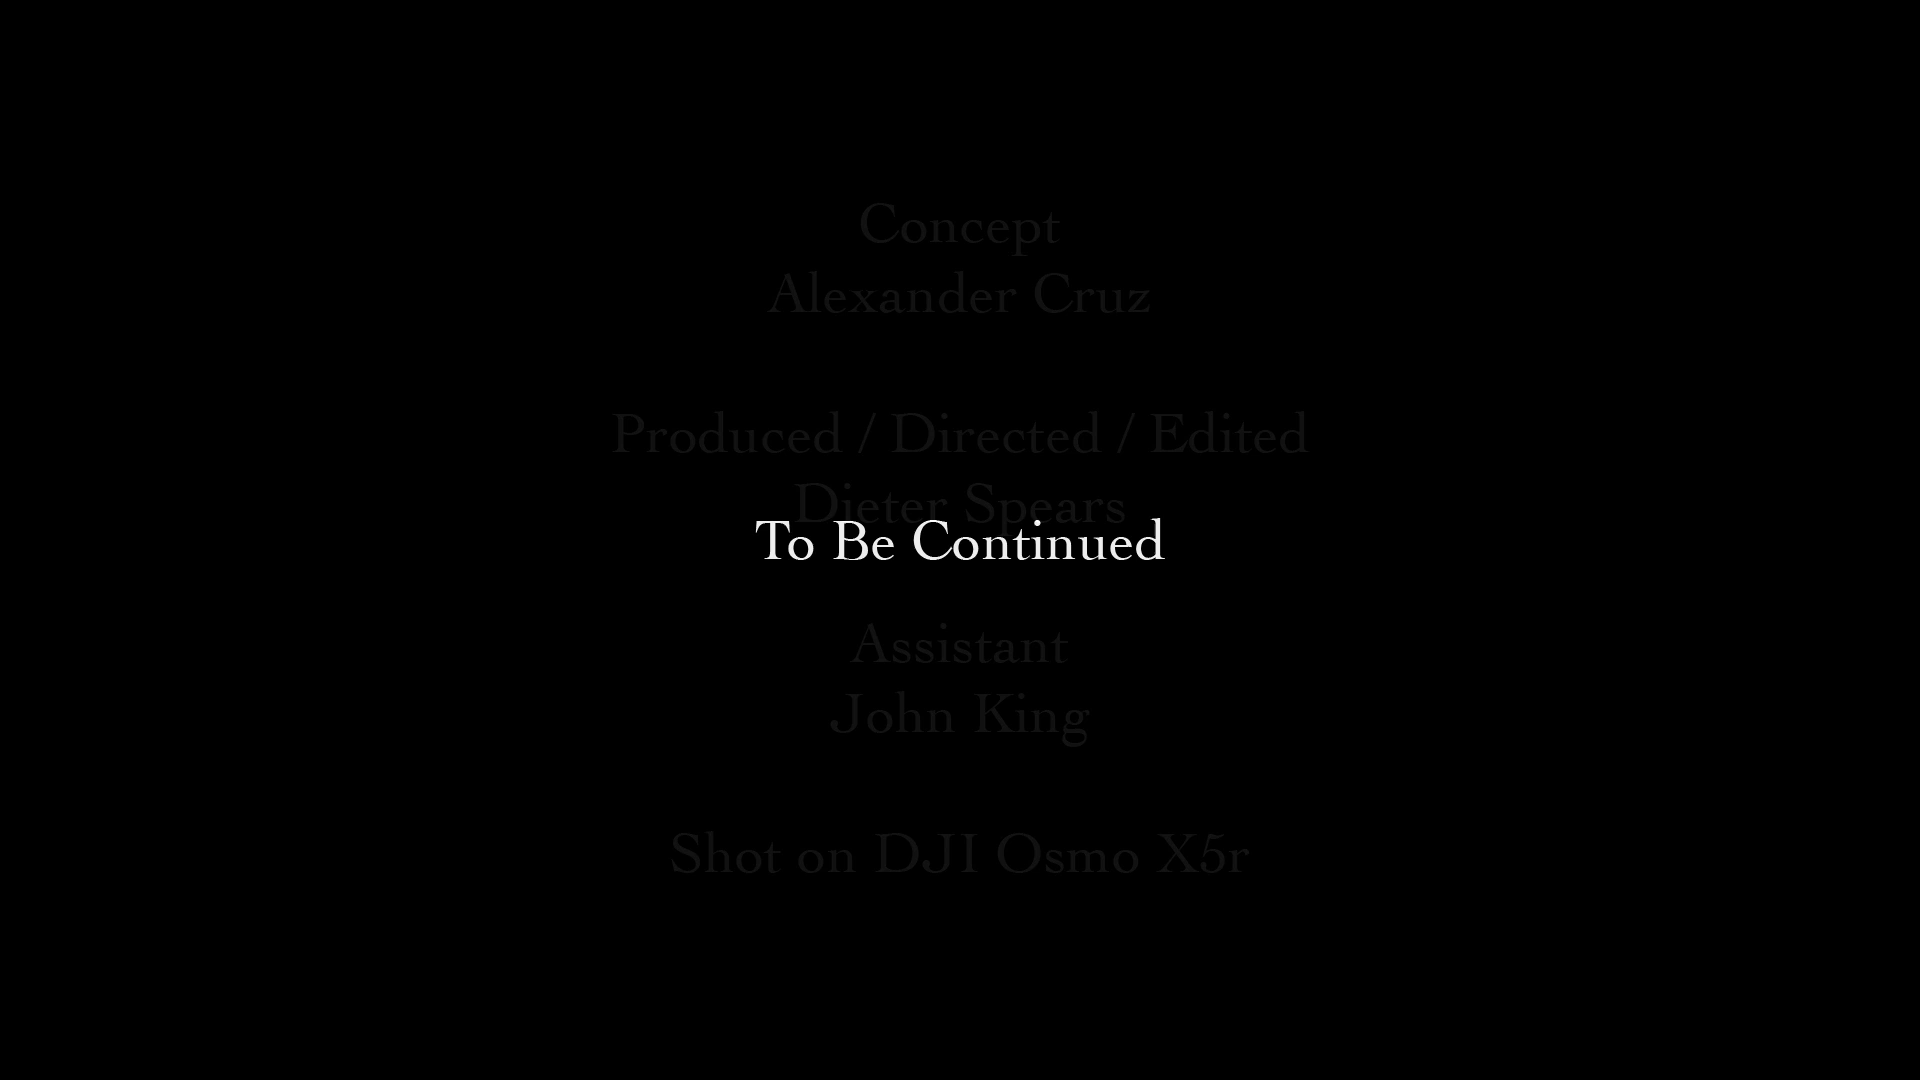 Concept
Alexander Cruz
Produced / Directed / Edited
Dieter Spears
To Be Continued
Assistant
John King
Shot on DJI Osmo X5r